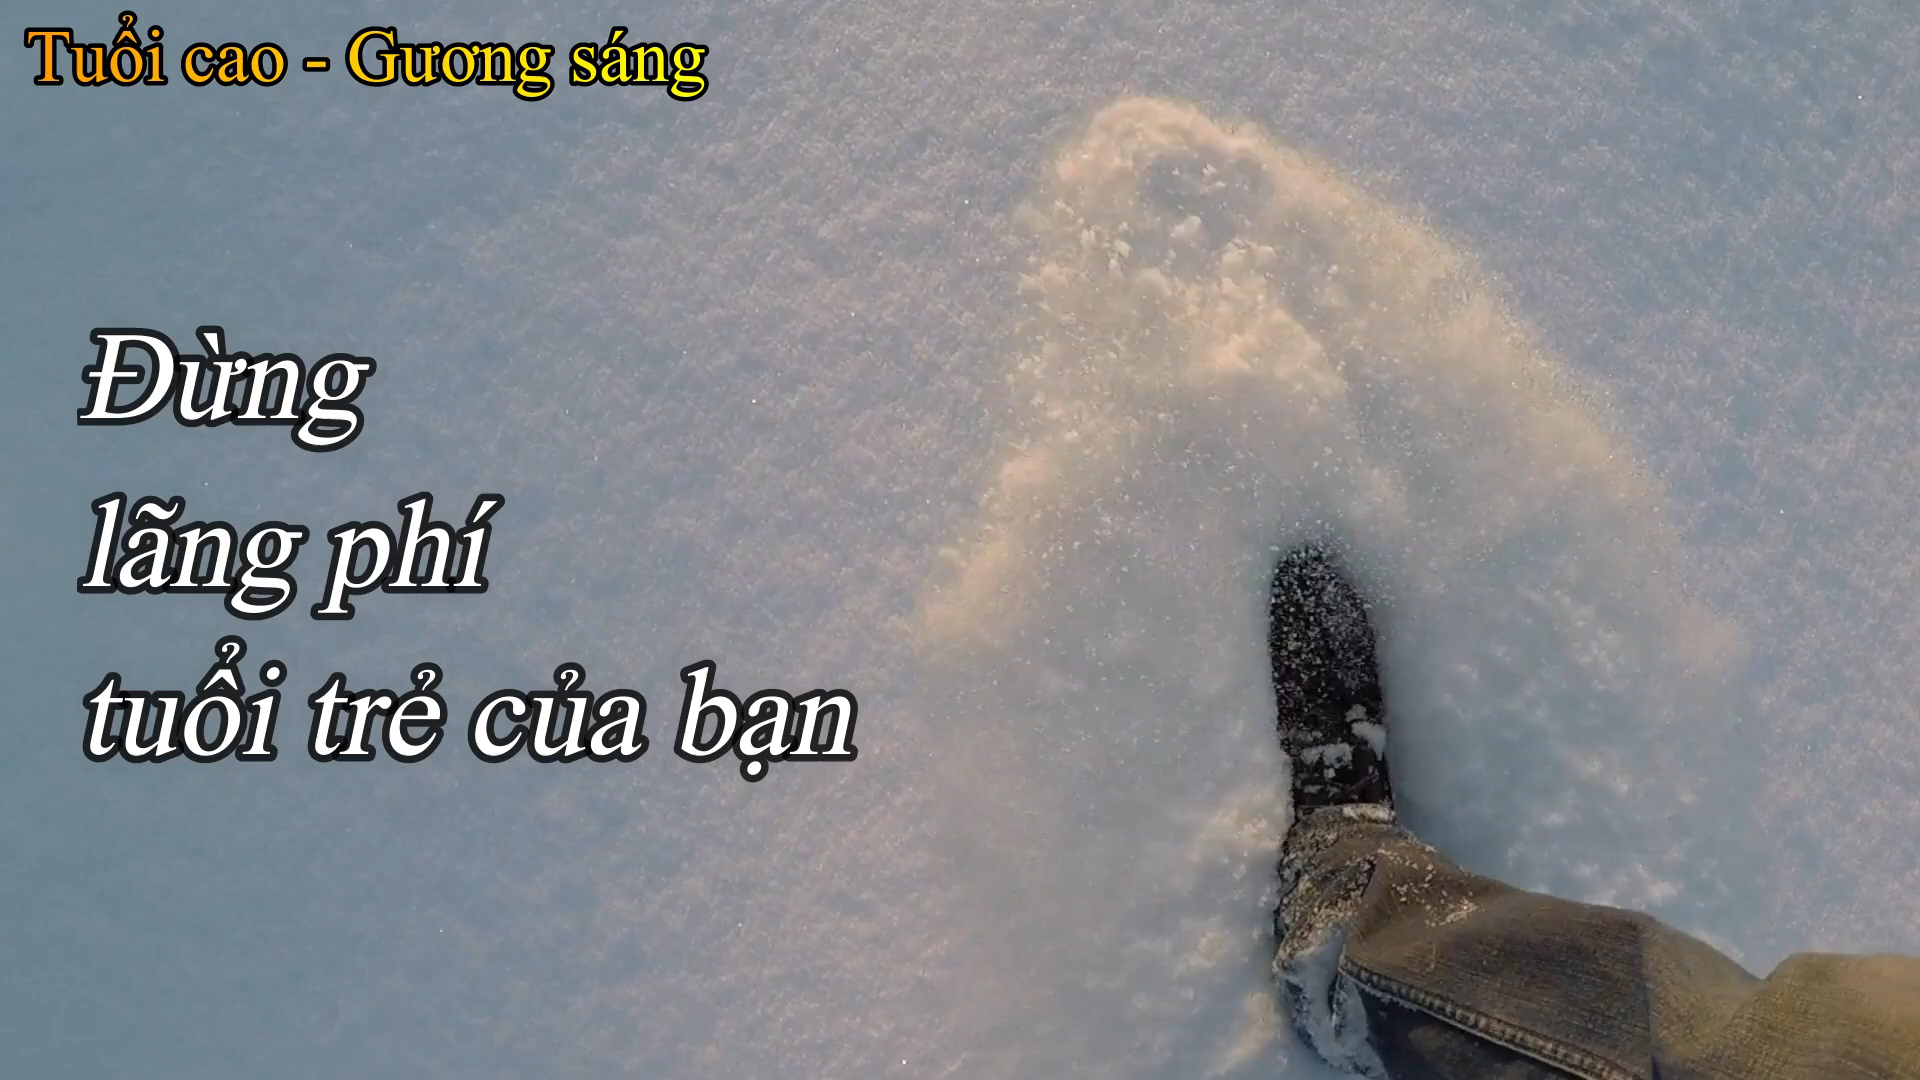 Tuổi cao - Gương sáng
Đừng
lãng phí
tuổi trẻ của bạn